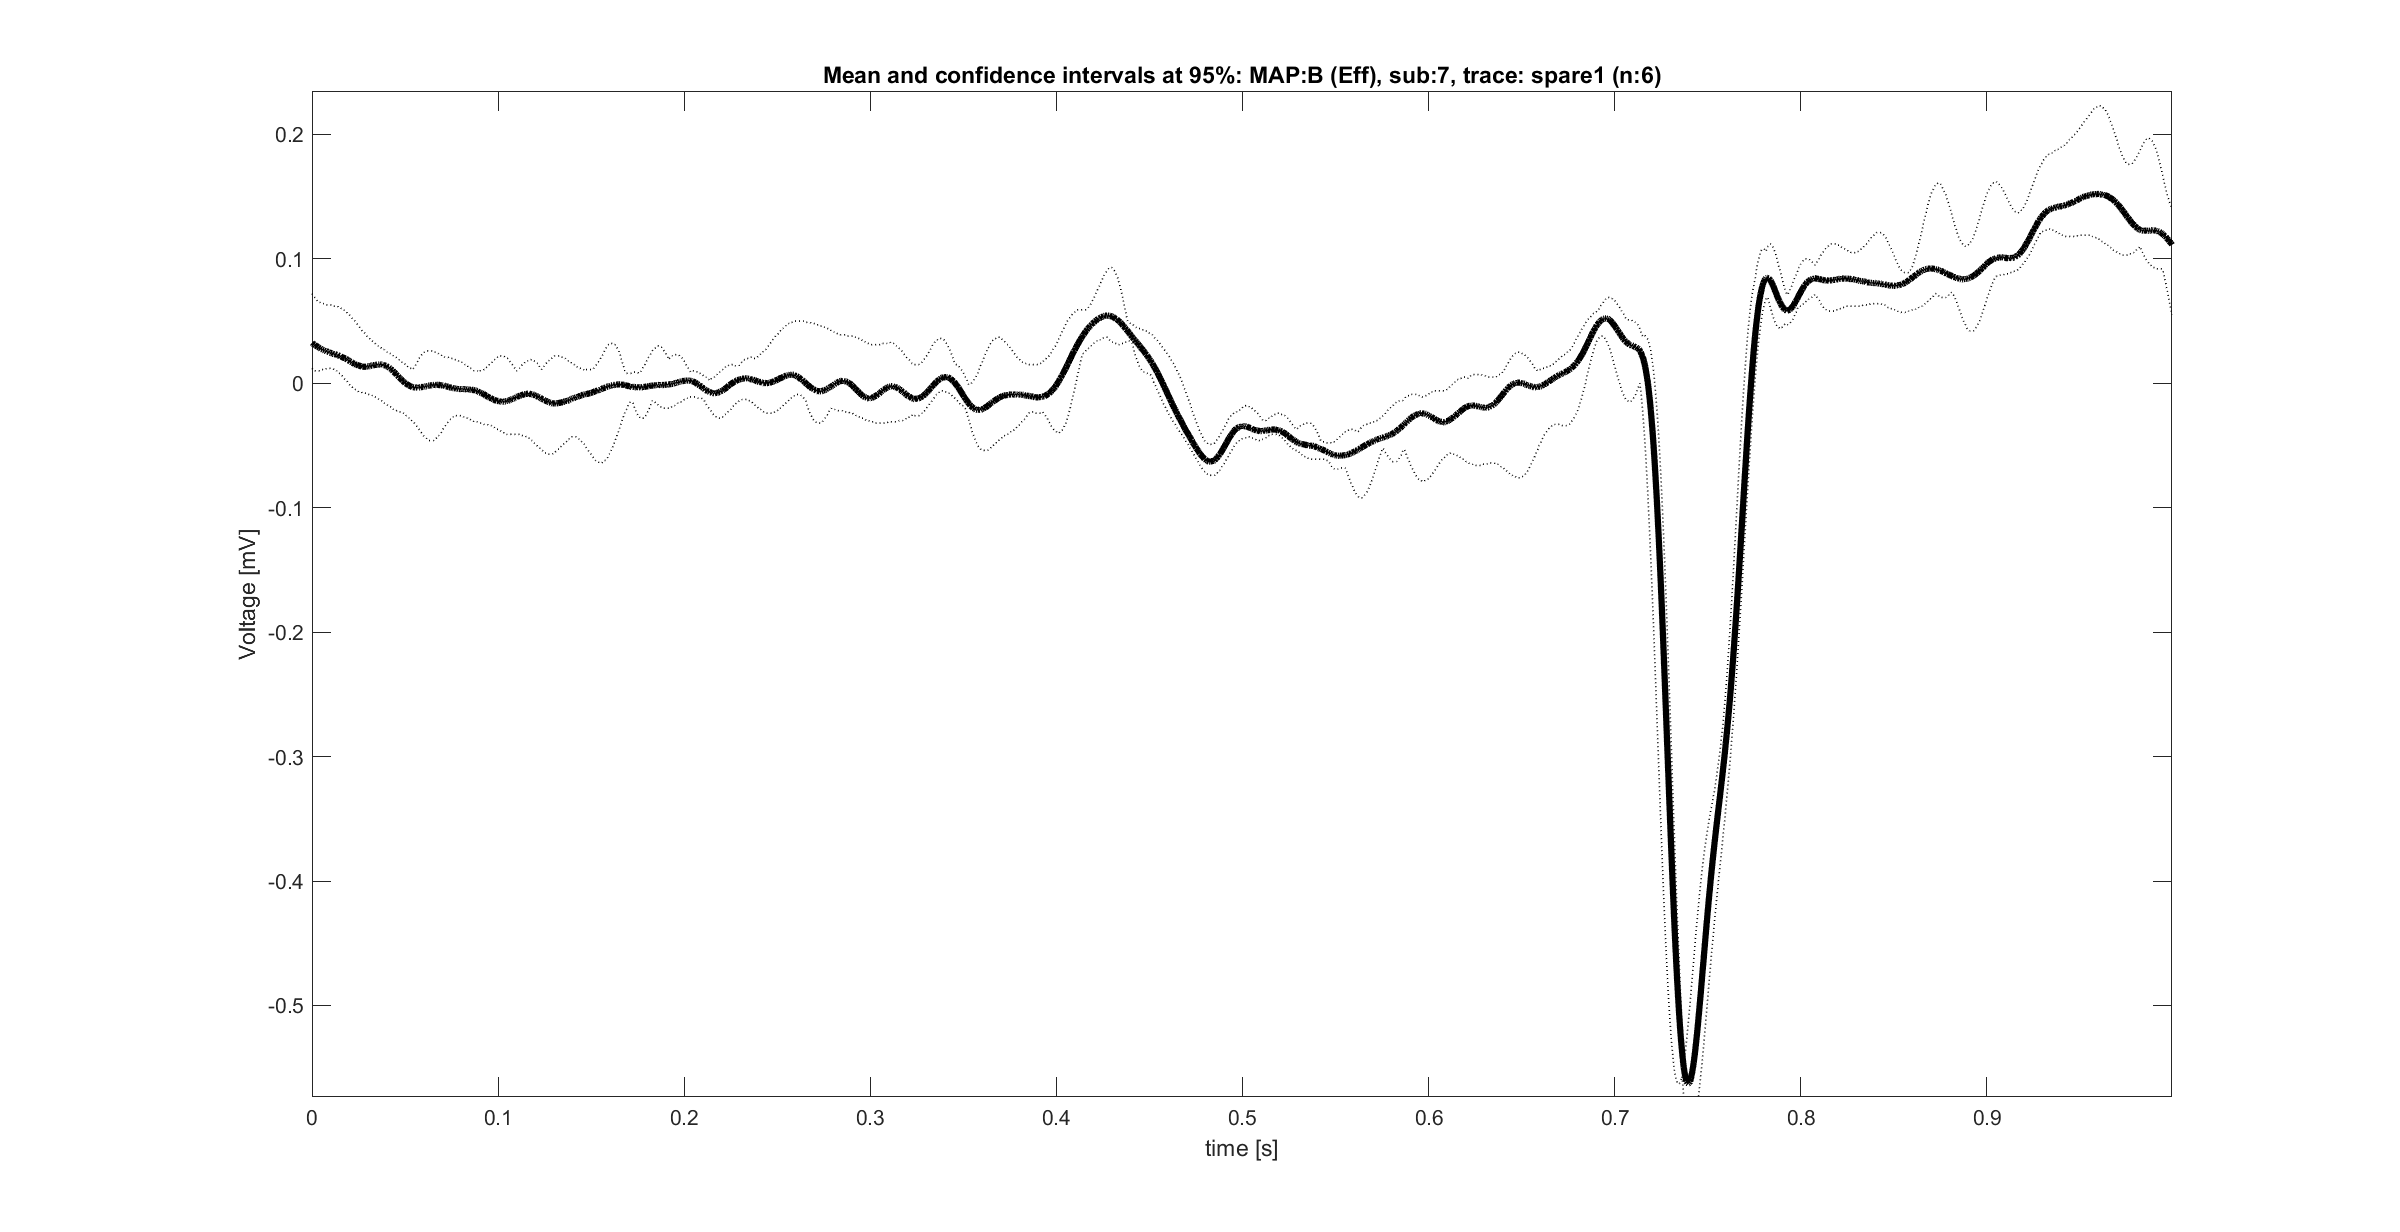 Mean and confidence intervals at 95%: MAP:B (Eff), sub:7, trace: spare1 (n:6)
0.2
0.1
0
-0.1
-0.2
-0.3
-0.4
-0.5
Voltage [mV]
0 0.1 0.2 0.3 0.4 0.5 0.6 0.7 0.8 0.9
time [s]